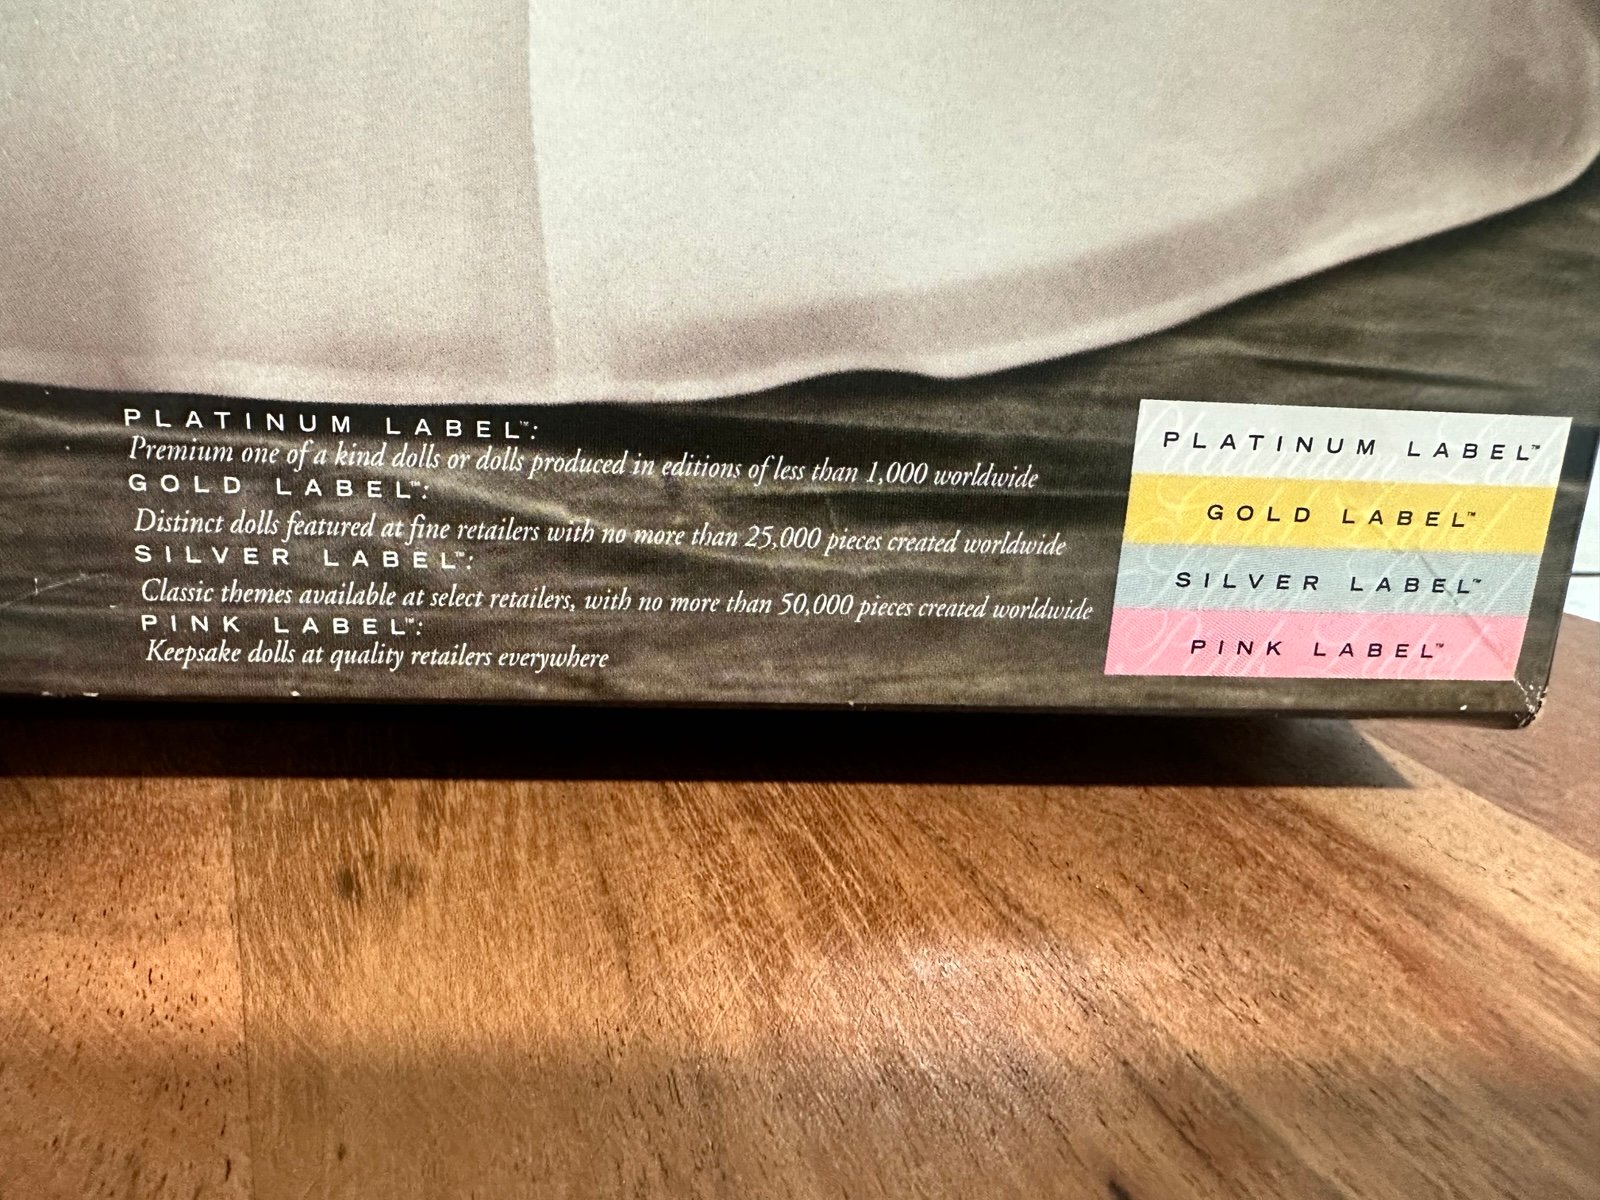 PLATINUM LABEL™:
Premium one of a kind dolls or dolls produced in editions of less than 1,000 worldwide
GOLD LABEL™:
Distinct dolls featured at fine retailers with no more than 25,000 pieces created worldwide
SILVER LABEL™:
Classic themes available at select retailers, with no more than 50,000 pieces created worldwide
PINK LABEL™:
Keepsake dolls at quality retailers everywhere
PLATINUM LABEL™
GOLD LABEL™
SILVER LABEL™
PINK LABEL™